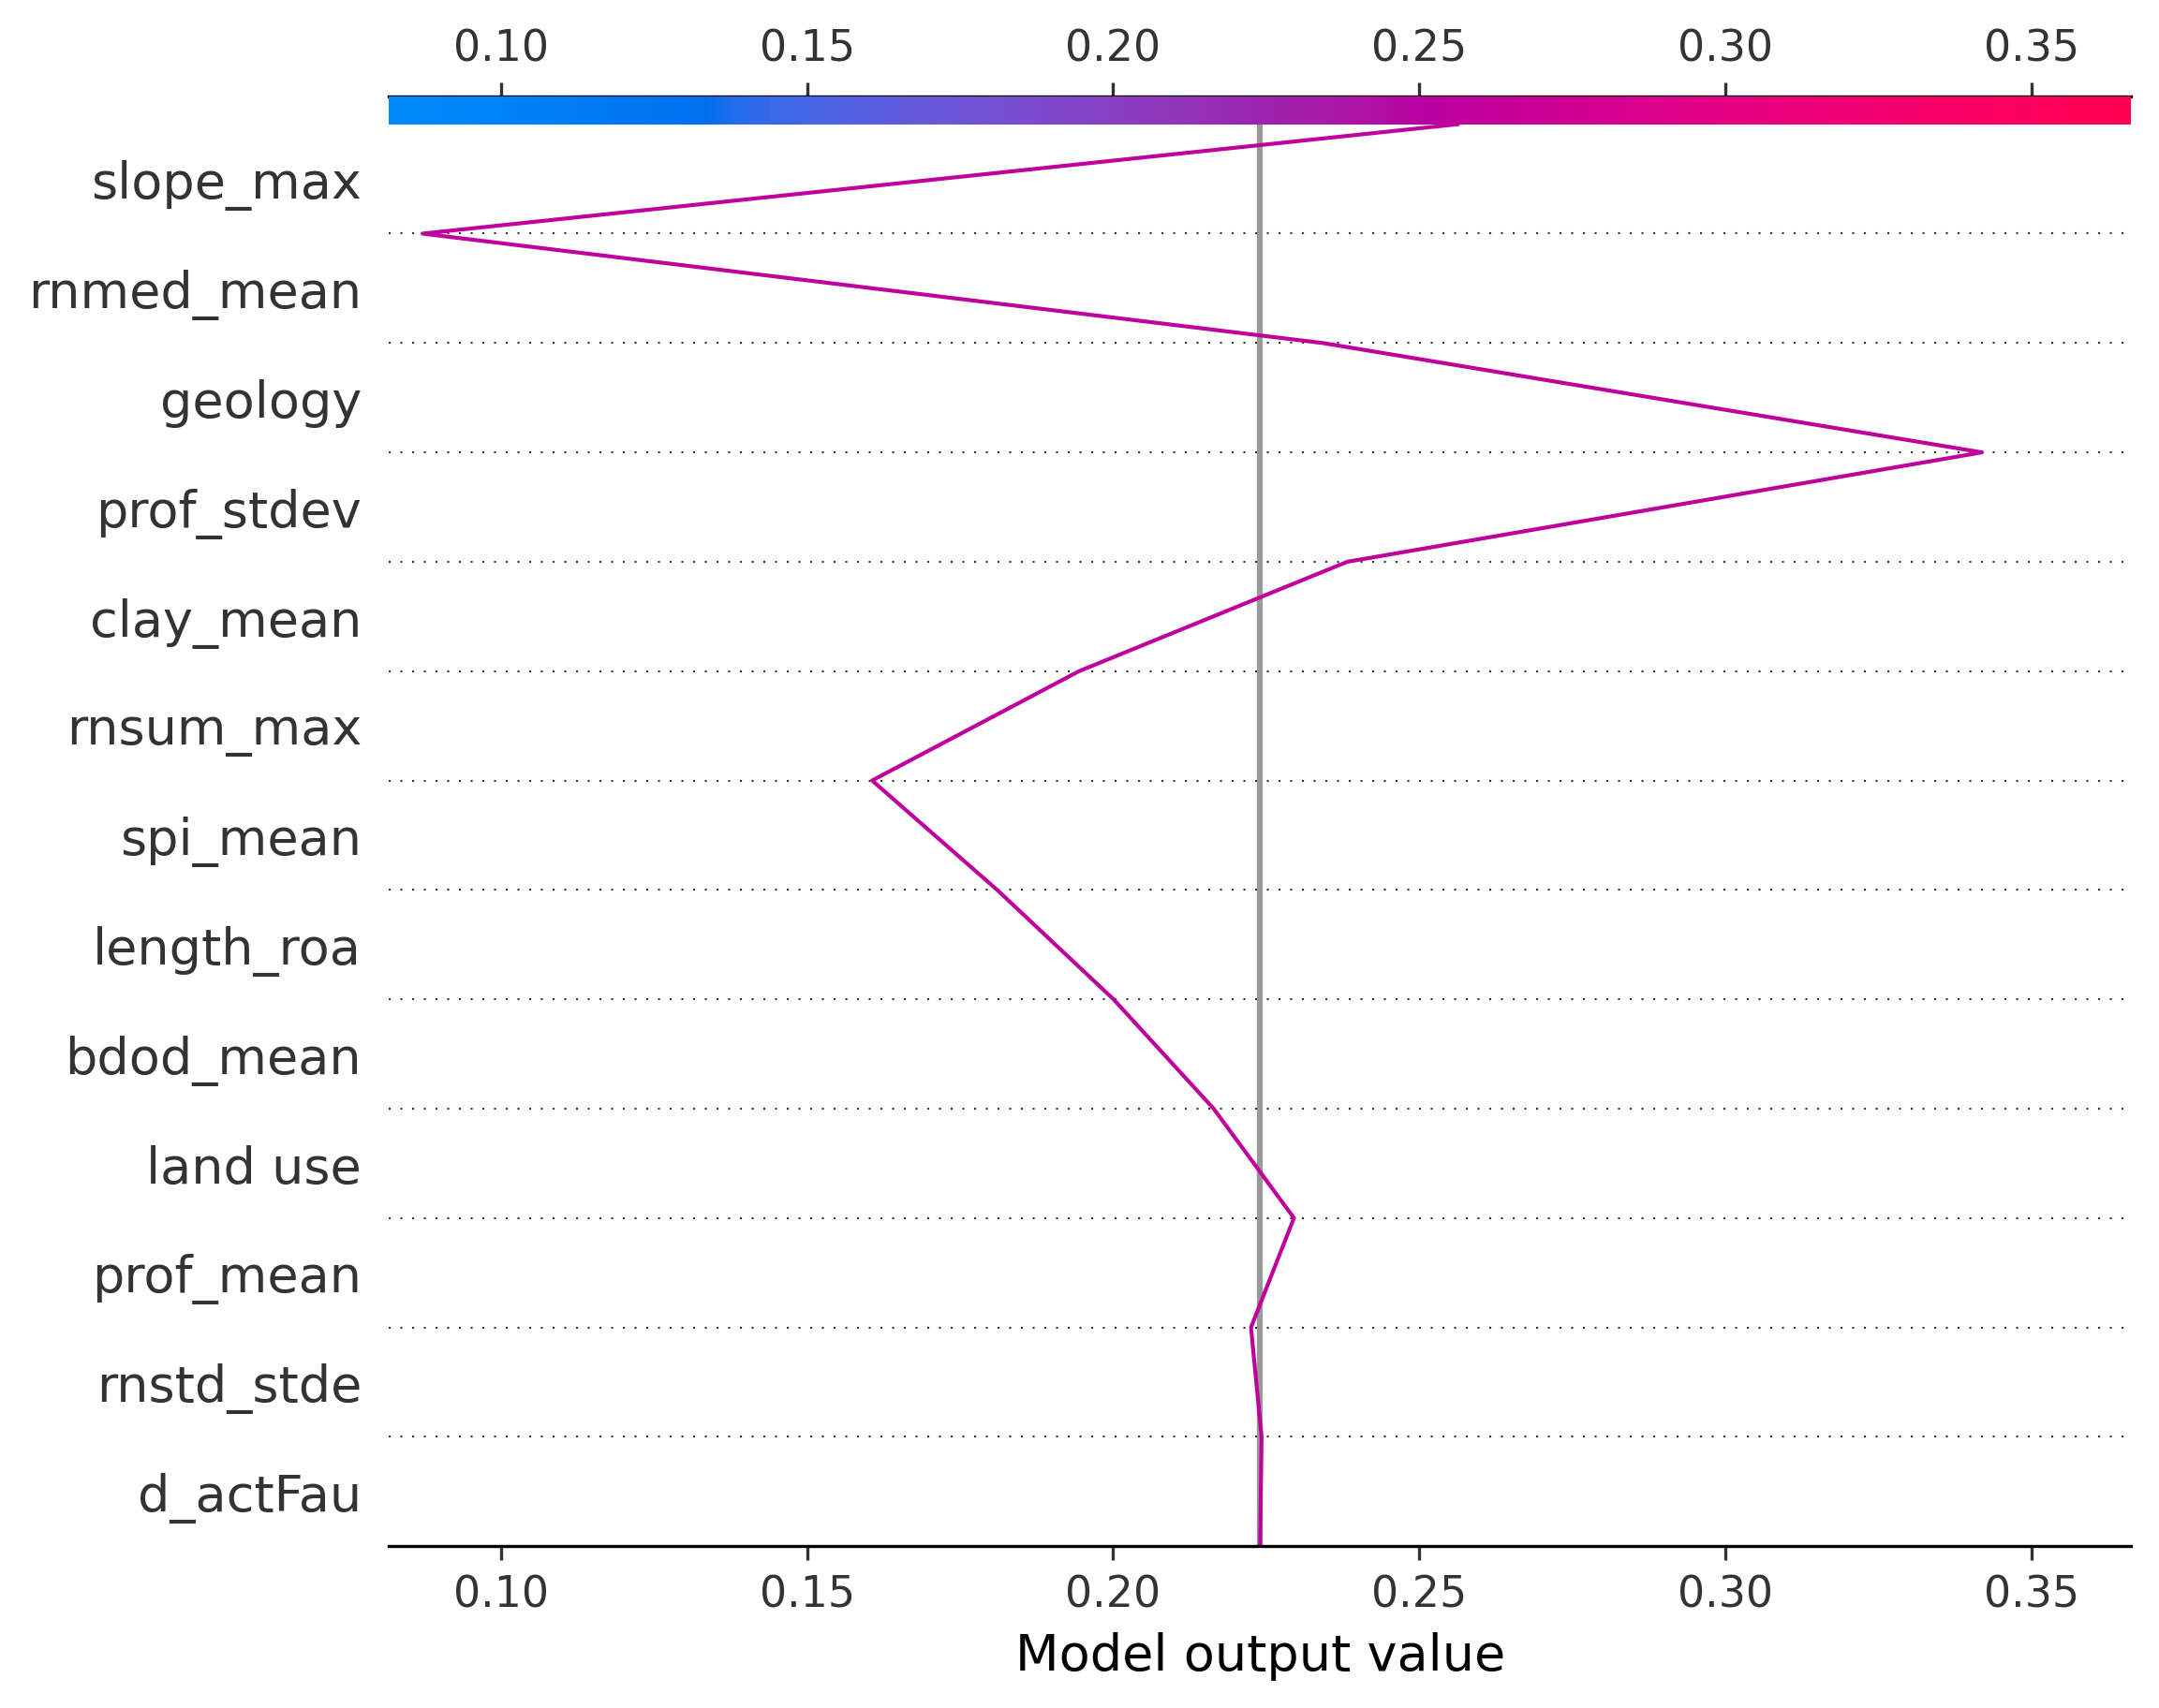 0.10 0.15 0.20 0.25 0.30 0.35
slope_max
rnmed_mean
geology
prof_stdev
clay_mean
rnsum_max
spi_mean
length_roa
bdod_mean
land use
prof_mean
rnstd_stde
d_actFau
0.10 0.15 0.20 0.25 0.30 0.35
Model output value